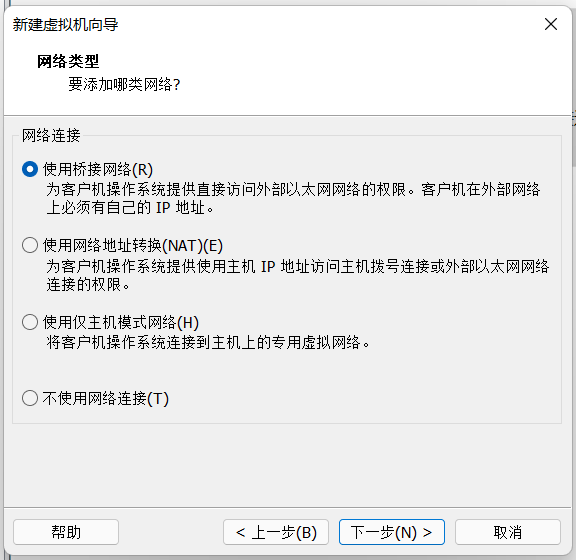 新建虚拟机向导
网络类型
要添加哪类网络?
网络连接
使用桥接网络(R)
为客户机操作系统提供直接访问外部以太网网络的权限。客户机在外部网络
上必须有自己的 IP 地址。
使用网络地址转换(NAT)(E)
为客户机操作系统提供使用主机 IP 地址访问主机拨号连接或外部以太网网络
连接的权限。
使用仅主机模式网络(H)
将客户机操作系统连接到主机上的专用虚拟网络。
不使用网络连接(T)
帮助
< 上一步(B)
下一步(N) >
取消